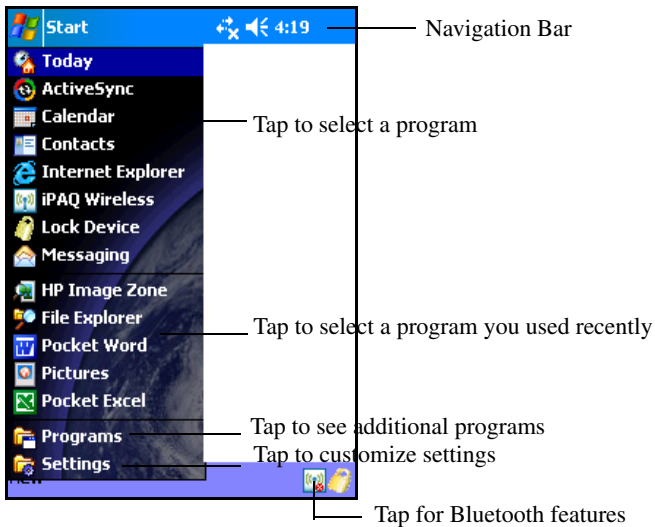 Start 4:19 Navigation Bar
Today
ActiveSync
Calendar
Tap to select a program
Contacts
Internet Explorer
iPAQ Wireless
Lock Device
Messaging
HP Image Zone
File Explorer
Tap to select a program you used recently
Pocket Word
Pictures
Pocket Excel
Tap to see additional programs
Programs
Tap to customize settings
Settings
Tap for Bluetooth features